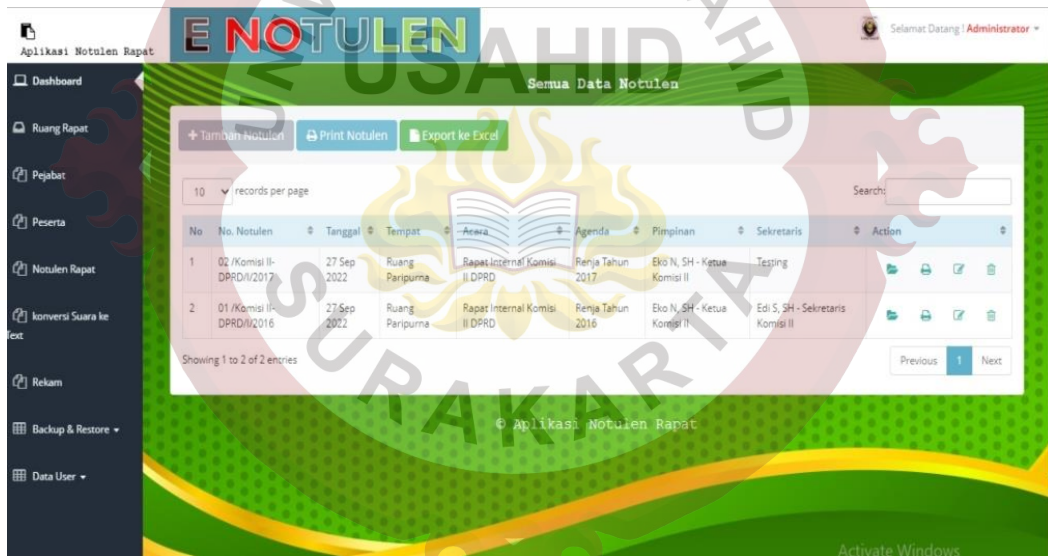 Aplikasi Notulen Rapat
E NOTULEN
Selamat Datang ! Administrator
Dashboard
Ruang Rapat
Pejabat
Peserta
Notulen Rapat
konversi Suara ke
Text
Rekam
Backup & Restore
Data User
UNIVERSITAS SAHID
USAHID
SURAKARTA
Semua Data Notulen
+ Tambah Notulen Print Notulen Export ke Excel
10 records per page Search:
No No. Notulen Tanggal Tempat Acara Agenda Pimpinan Sekretaris Action
1 02 /Komisi II- 27 Sep Ruang Rapat Internal Komisi Renja Tahun Eko N, SH - Ketua Testing
DPRD/I/2017 2022 Paripurna II DPRD 2017 Komisi II
2 01 /Komisi II- 27 Sep Ruang Rapat Internal Komisi Renja Tahun Eko N, SH - Ketua Edi S, SH - Sekretaris
DPRD/I/2016 2022 Paripurna II DPRD 2016 Komisi II Komisi II
Showing 1 to 2 of 2 entries Previous 1 Next
© Aplikasi Notulen Rapat
Activate Windows